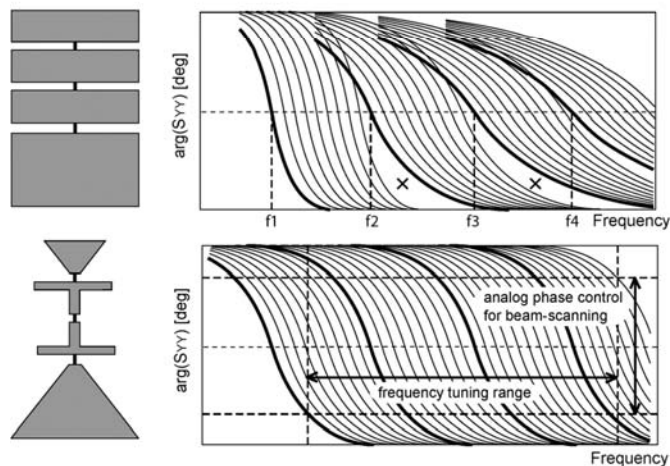 arg(SYY) [deg]
×
×
f1
f2
f3
f4
Frequency
arg(SYY) [deg]
analog phase control
for beam-scanning
frequency tuning range
Frequency